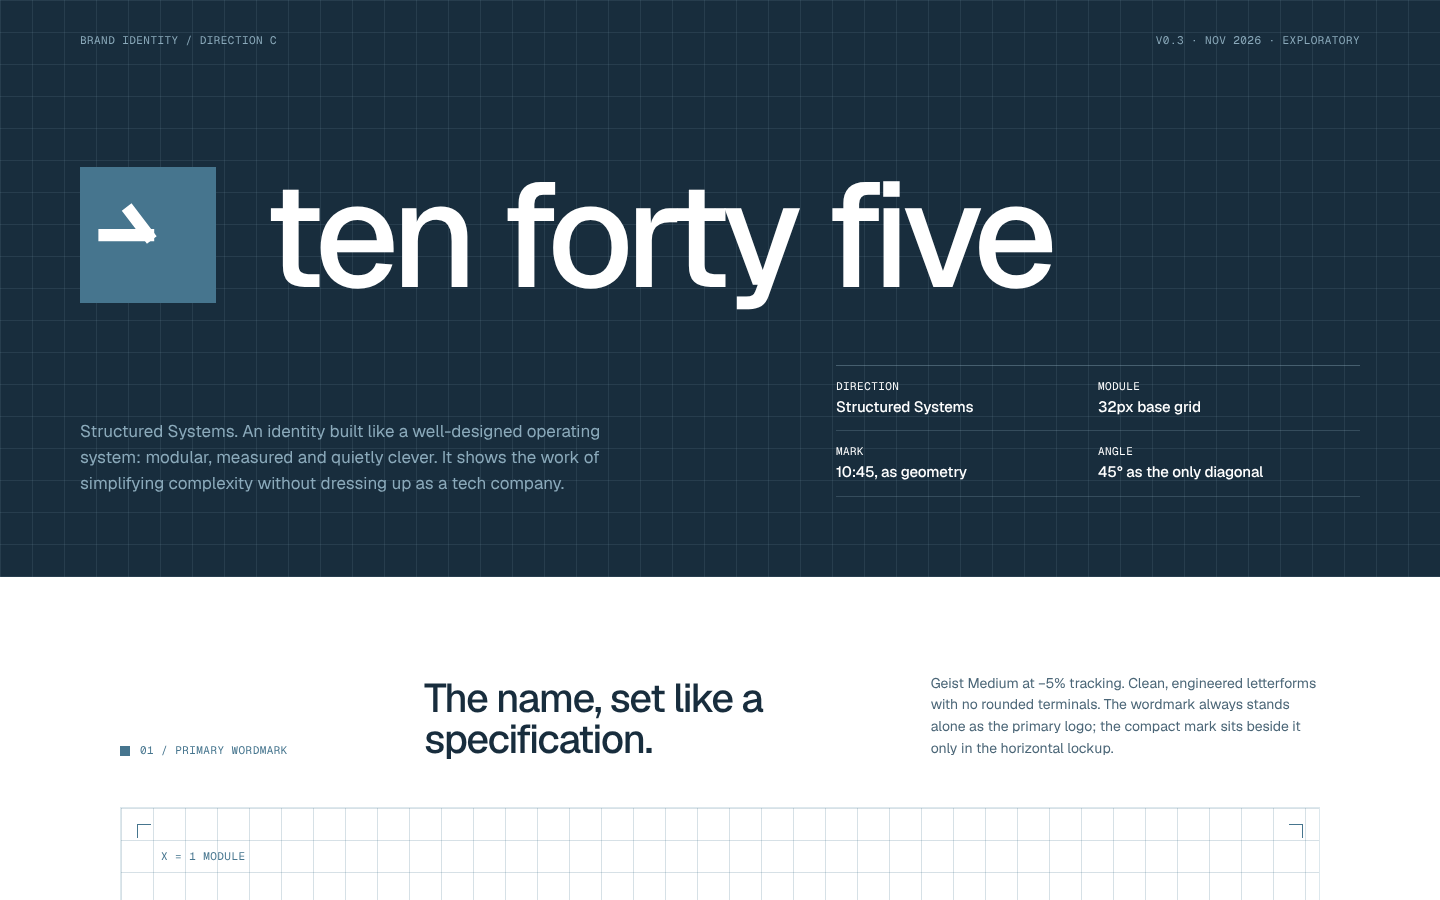 BRAND IDENTITY / DIRECTION C
V0.3 · NOV 2026 · EXPLORATORY
ten forty five
Structured Systems. An identity built like a well-designed operating
system: modular, measured and quietly clever. It shows the work of
simplifying complexity without dressing up as a tech company.
DIRECTION
Structured Systems
MODULE
32px base grid
MARK
10:45, as geometry
ANGLE
45° as the only diagonal
01 / PRIMARY WORDMARK
The name, set like a
specification.
Geist Medium at –5% tracking. Clean, engineered letterforms
with no rounded terminals. The wordmark always stands
alone as the primary logo; the compact mark sits beside it
only in the horizontal lockup.
X = 1 MODULE